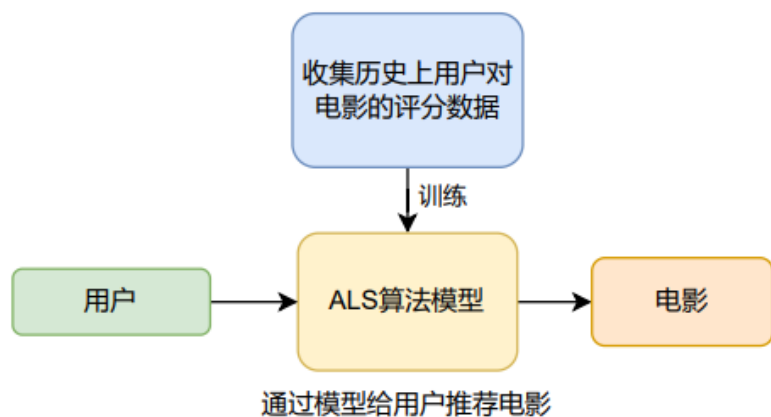 收集历史上用户对
电影的评分数据
训练
用户
ALS算法模型
电影
通过模型给用户推荐电影